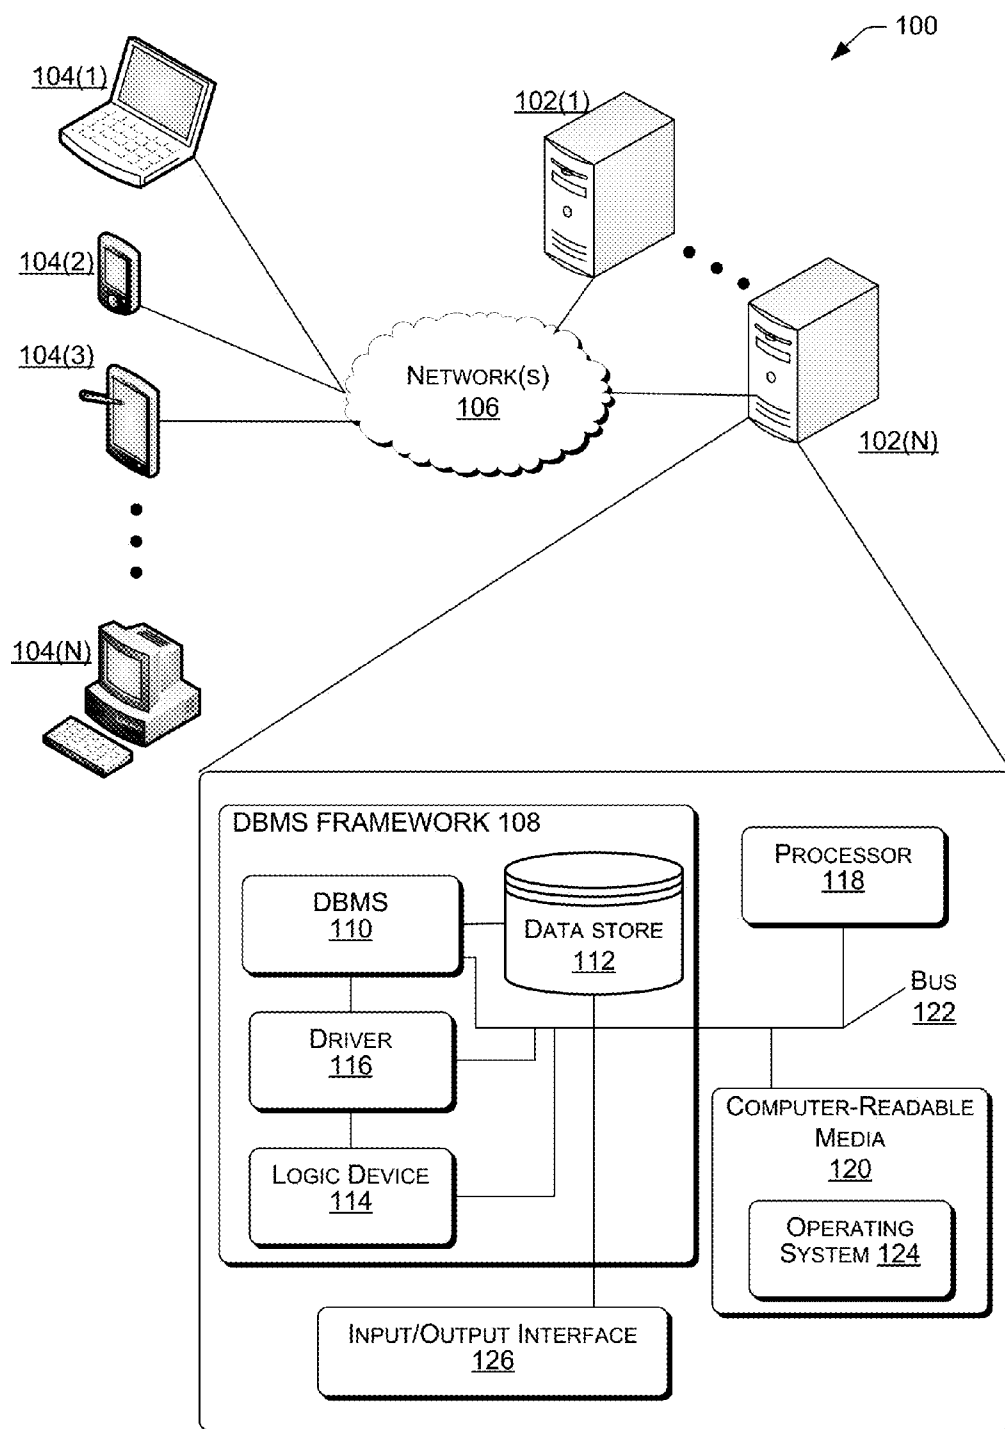 100
104(1)
102(1)
104(2)
104(3)
NETWORK(S)
106
102(N)
104(N)
DBMS FRAMEWORK 108
PROCESSOR
118
DBMS
110
DATA STORE
112
BUS
122
DRIVER
116
COMPUTER-READABLE
MEDIA
120
LOGIC DEVICE
114
OPERATING
SYSTEM 124
INPUT/OUTPUT INTERFACE
126